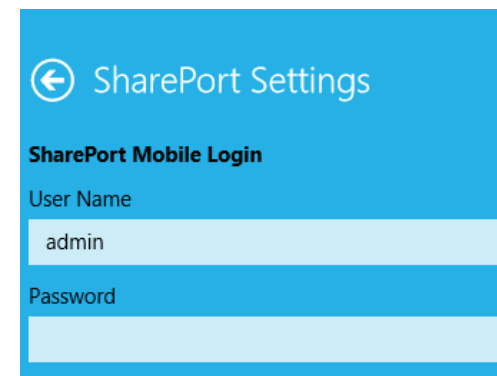 SharePort Settings
SharePort Mobile Login
User Name
admin
Password